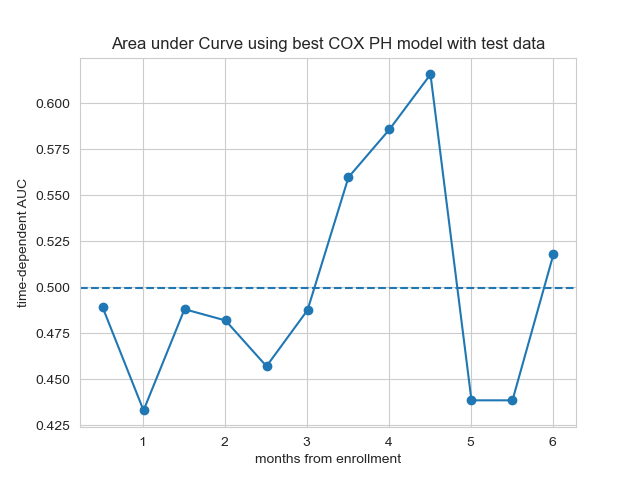 Area under Curve using best COX PH model with test data
time-dependent AUC
0.600
0.575
0.550
0.525
0.500
0.475
0.450
0.425
1 2 3 4 5 6
months from enrollment